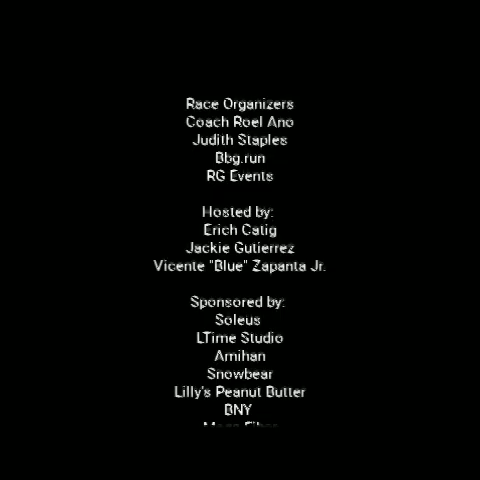 Race Organizers
Coach Roel Ano
Judith Staples
Bbg.run
RG Events
Hosted by:
Erich Catig
Jackie Gutierrez
Vicente "Blue" Zapanta Jr.
Sponsored by:
Soleus
LTime Studio
Amihan
Snowbear
Lilly's Peanut Butter
BNY